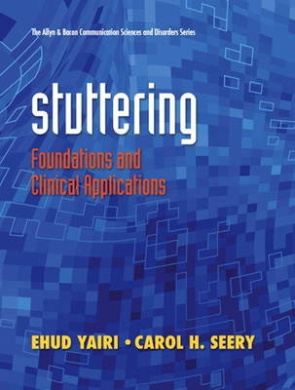 The Allyn & Bacon Communication Sciences and Disorders Series
stuttering
Foundations and
Clinical Applications
EHUD YAIRI • CAROL H. SEERY